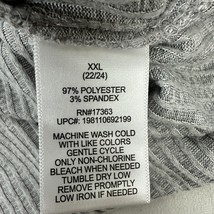 XXL
(22/24)
97% POLYESTER
3% SPANDEX
RN#17363
UPC#: 198110692199
MACHINE WASH COLD
WITH LIKE COLORS
GENTLE CYCLE
ONLY NON-CHLORINE
BLEACH WHEN NEEDED
TUMBLE DRY LOW
REMOVE PROMPTLY
LOW IRON IF NEEDED